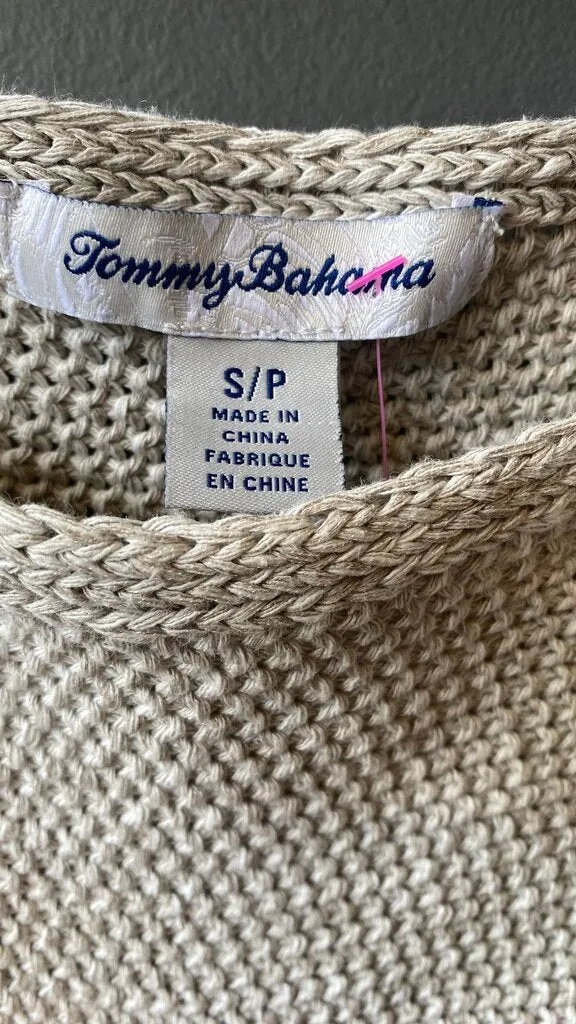 Tommy Bahama
S/P
MADE IN
CHINA
FABRIQUE
EN CHINE